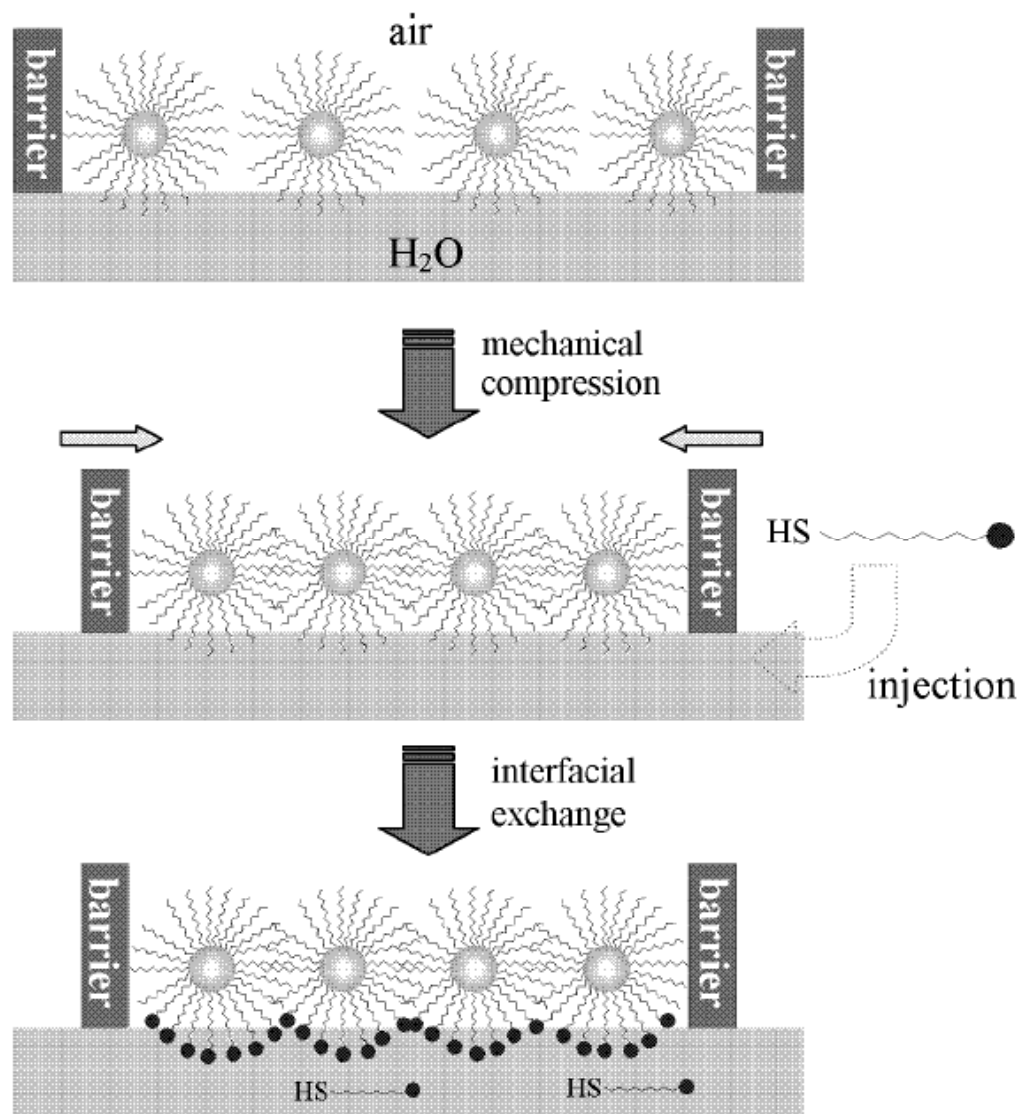 air
barrier
barrier
H₂O
mechanical
compression
barrier
barrier
HS
injection
interfacial
exchange
barrier
barrier
HS
HS